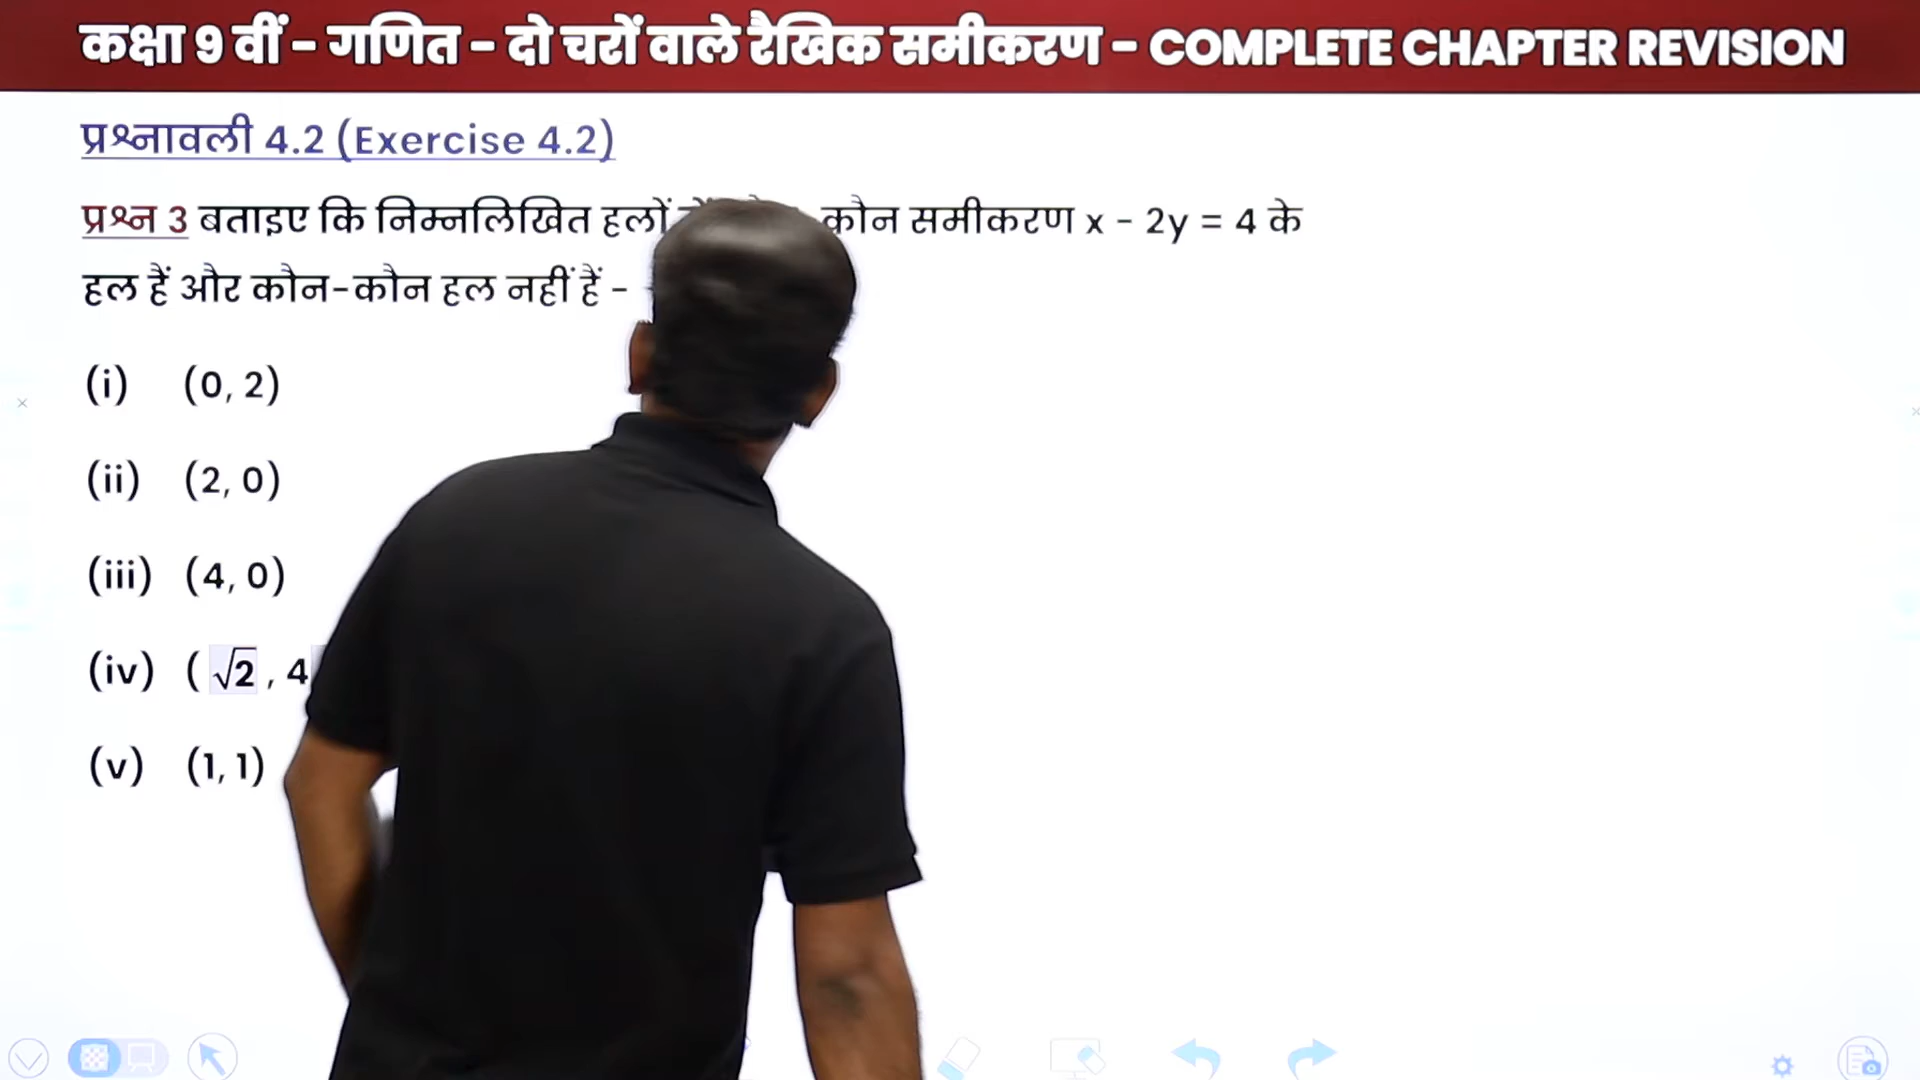 कक्षा 9 वीं - गणित - दो चरों वाले रैखिक समीकरण - COMPLETE CHAPTER REVISION
प्रश्नावली 4.2 (Exercise 4.2)
प्रश्न 3 बताइए कि निम्नलिखित हलों कौन समीकरण x - 2y = 4 के
हल हैं और कौन-कौन हल नहीं हैं -
(i) (0, 2)
(ii) (2, 0)
(iii) (4, 0)
(iv) ( √2 , 4
(v) (1, 1)